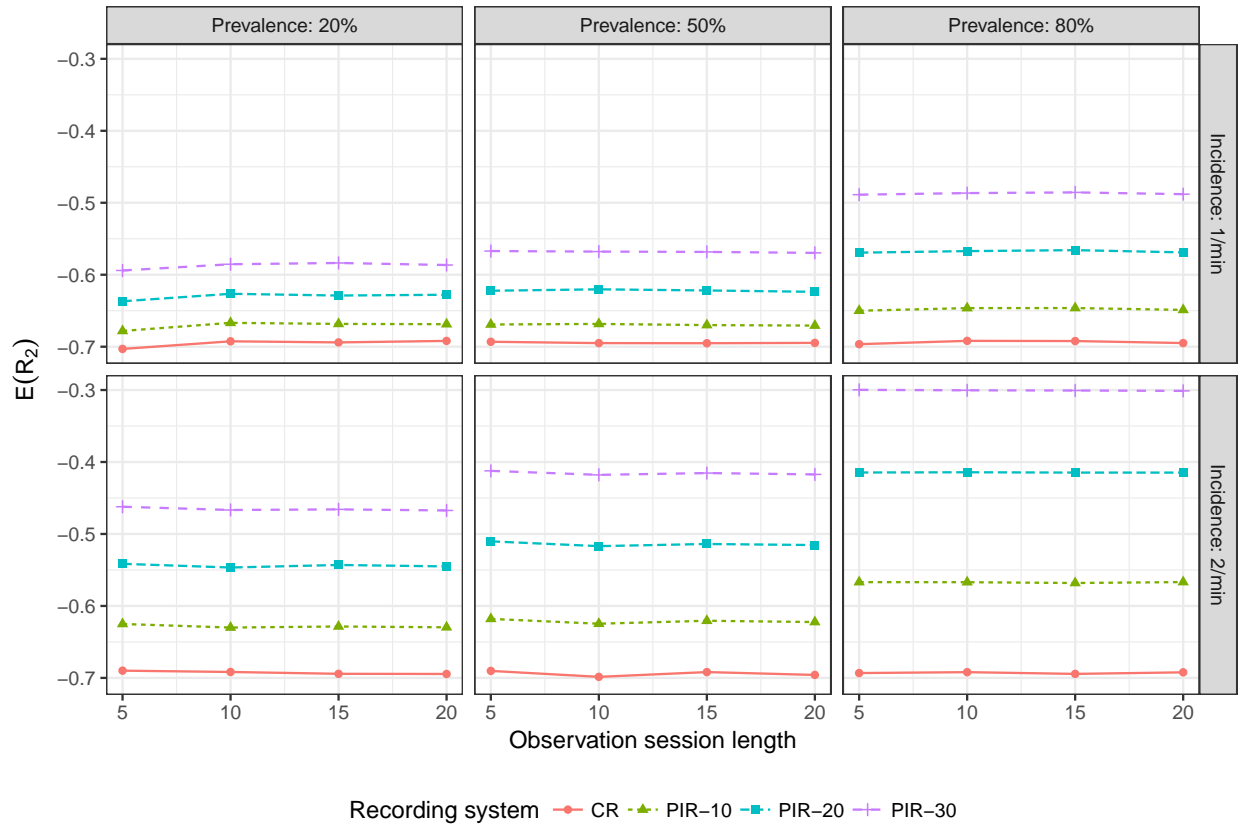 Prevalence: 20% Prevalence: 50% Prevalence: 80%
−0.3
−0.4
−0.5
−0.6
−0.7
Incidence: 1/min
−0.3
−0.4
−0.5
−0.6
−0.7
Incidence: 2/min
E(R₂)
5 10 15 20 5 10 15 20 5 10 15 20
Observation session length
Recording system CR PIR−10 PIR−20 PIR−30